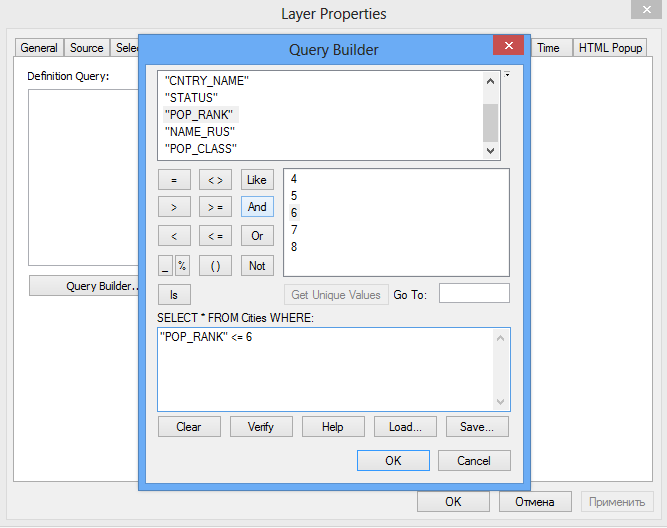 Layer Properties
General Source Selec Time HTML Popup
Query Builder
Definition Query:
"CNTRY_NAME"
"STATUS"
"POP_RANK"
"NAME_RUS"
"POP_CLASS"
= < > Like
> > = And
< < = Or
_ % ( ) Not
Is
4
5
6
7
8
Query Builder..
Get Unique Values Go To:
SELECT * FROM Cities WHERE:
"POP_RANK" <= 6
Clear Verify Help Load... Save...
OK Cancel
OK Отмена Применить